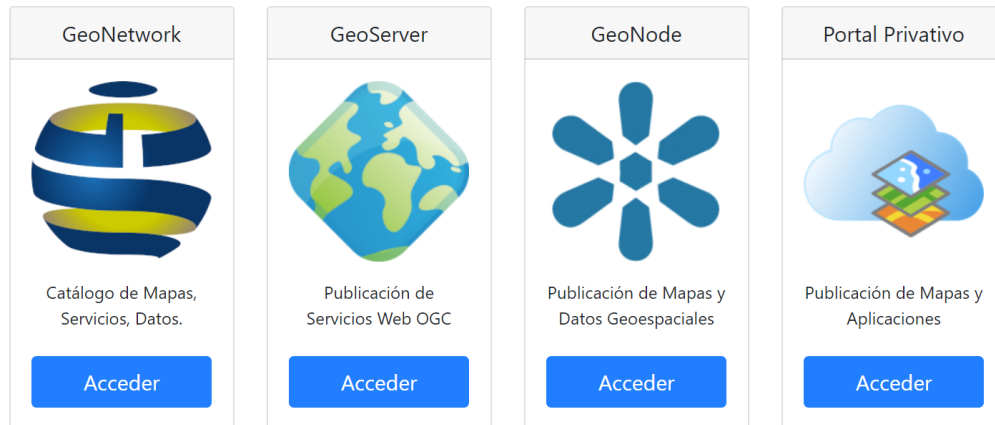 GeoNetwork
Catálogo de Mapas,
Servicios, Datos.
Acceder
GeoServer
Publicación de
Servicios Web OGC
Acceder
GeoNode
Publicación de Mapas y
Datos Geoespaciales
Acceder
Portal Privativo
Publicación de Mapas y
Aplicaciones
Acceder